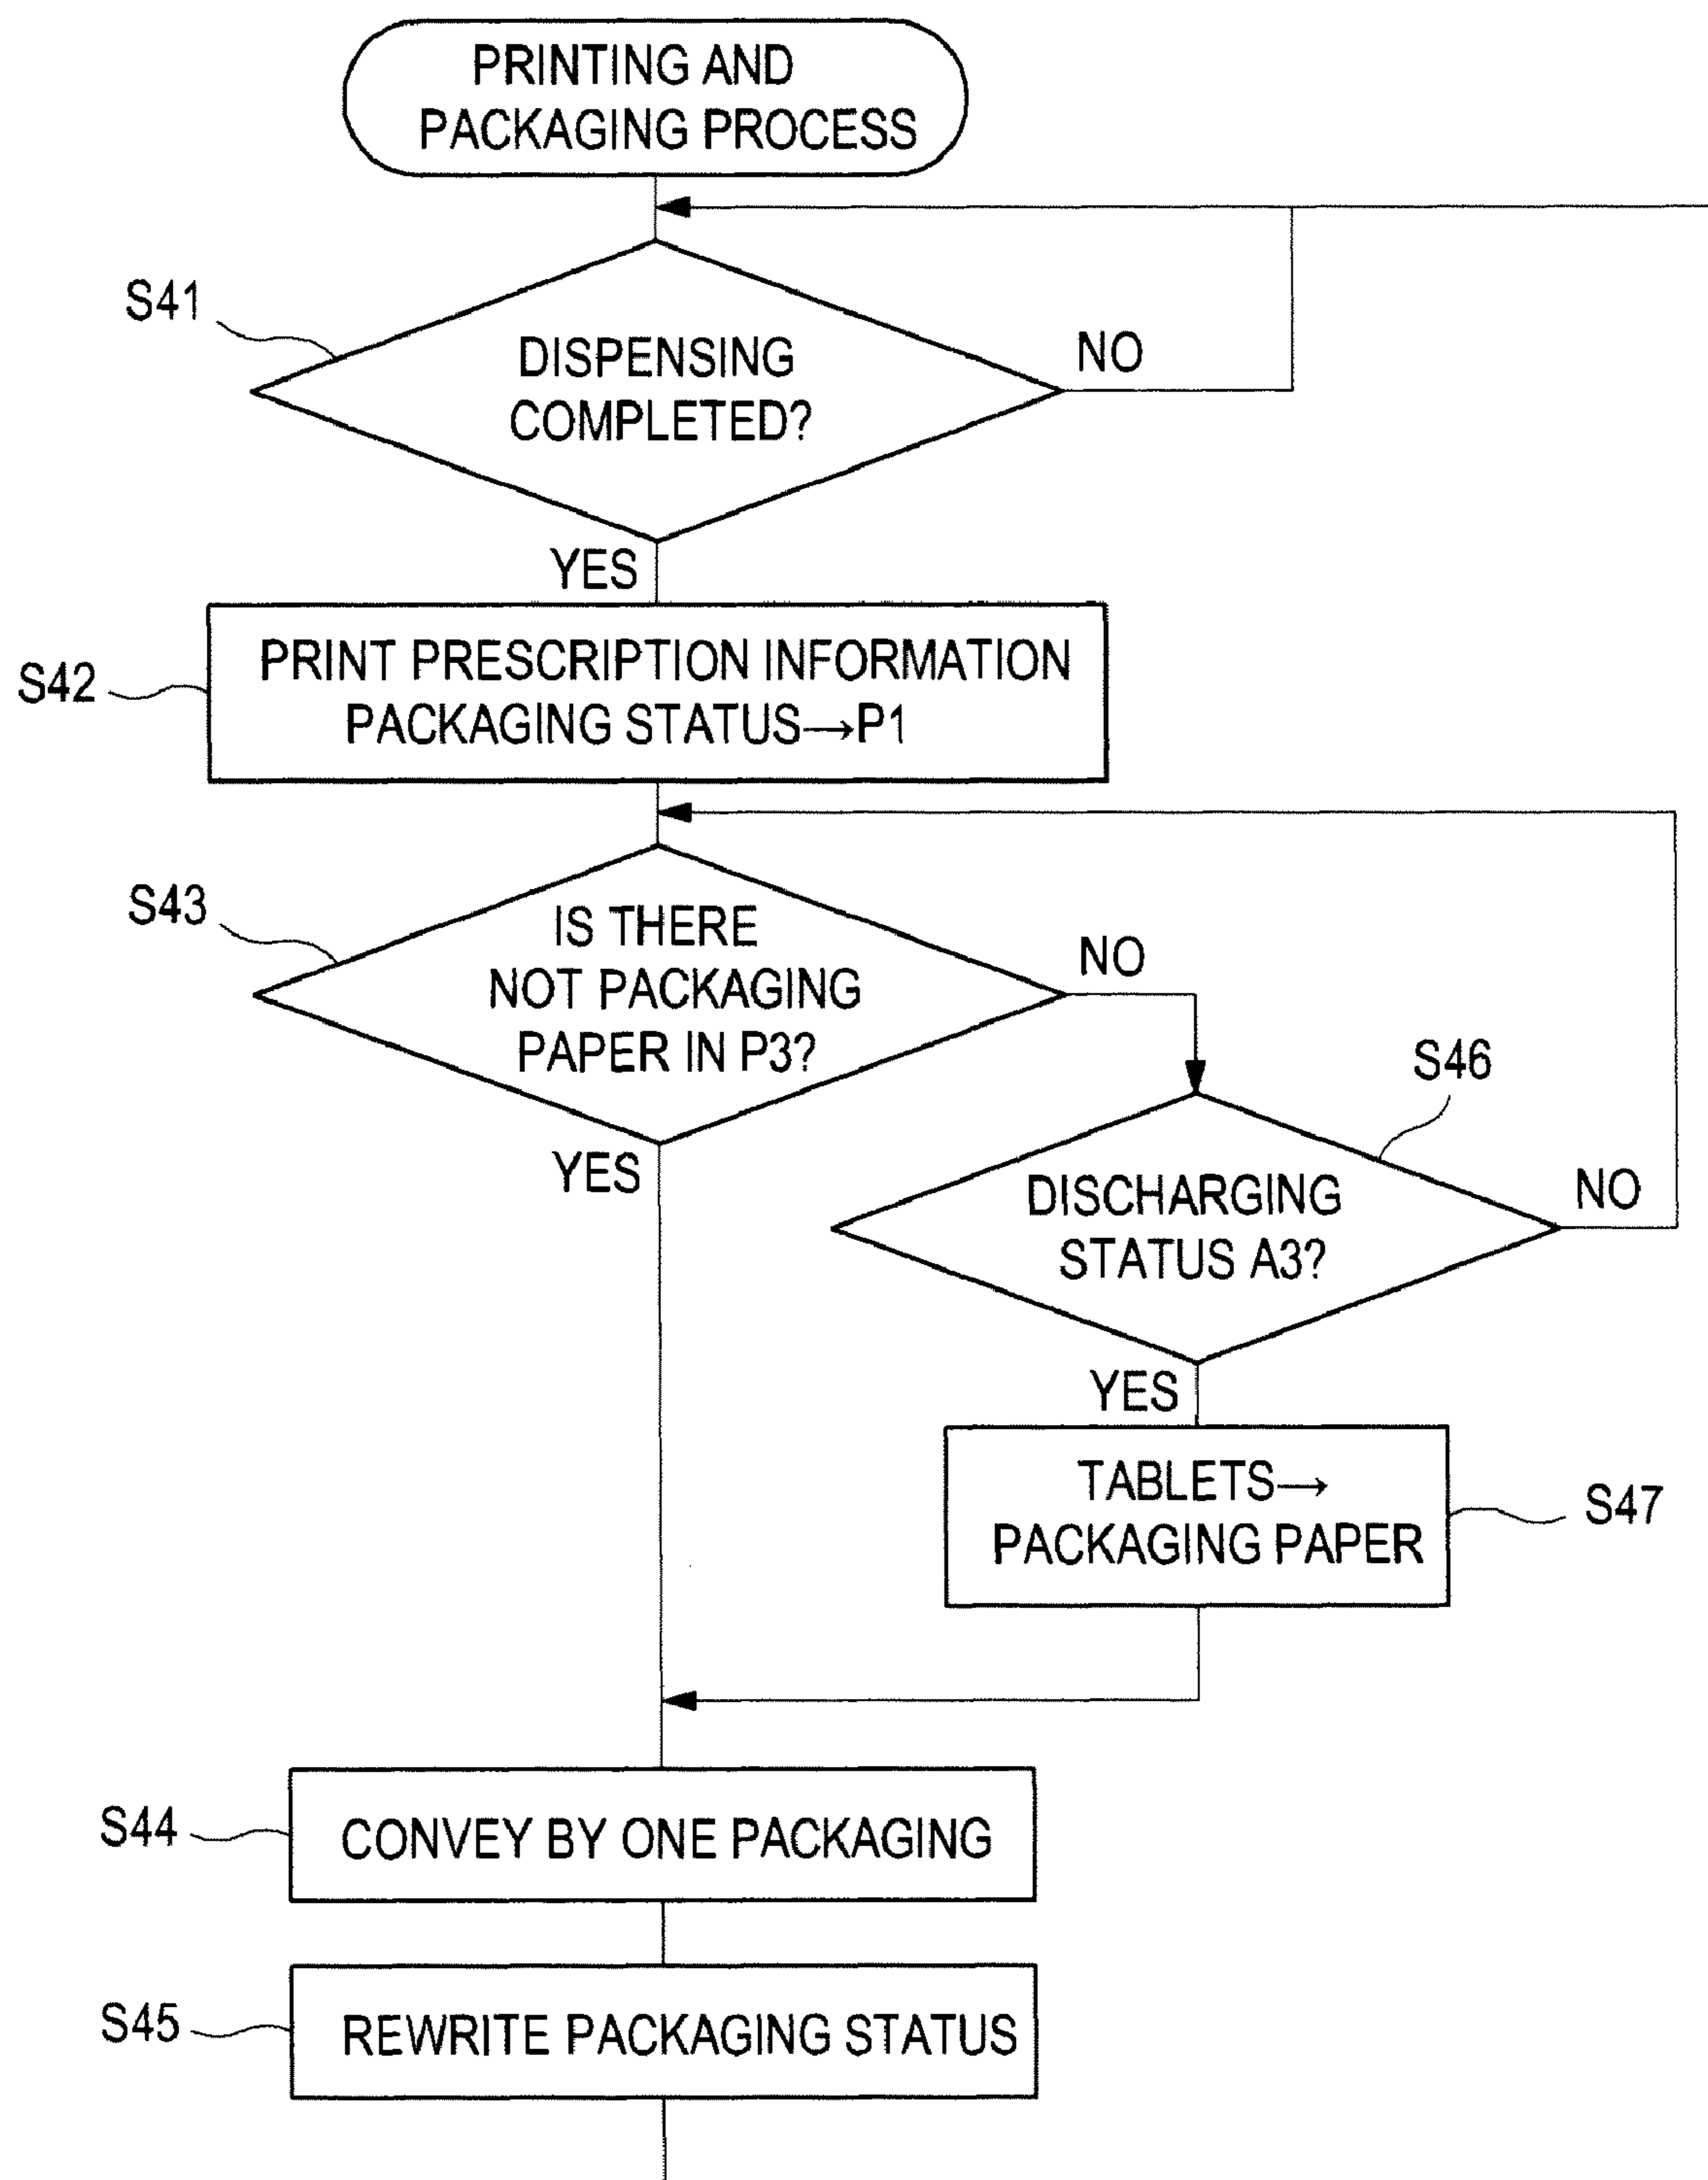 PRINTING AND
PACKAGING PROCESS
S41
DISPENSING
COMPLETED?
NO
YES
S42
PRINT PRESCRIPTION INFORMATION
PACKAGING STATUS→P1
S43
IS THERE
NOT PACKAGING
PAPER IN P3?
NO
YES
S46
DISCHARGING
STATUS A3?
NO
YES
TABLETS→
PACKAGING PAPER
S47
S44
CONVEY BY ONE PACKAGING
S45
REWRITE PACKAGING STATUS